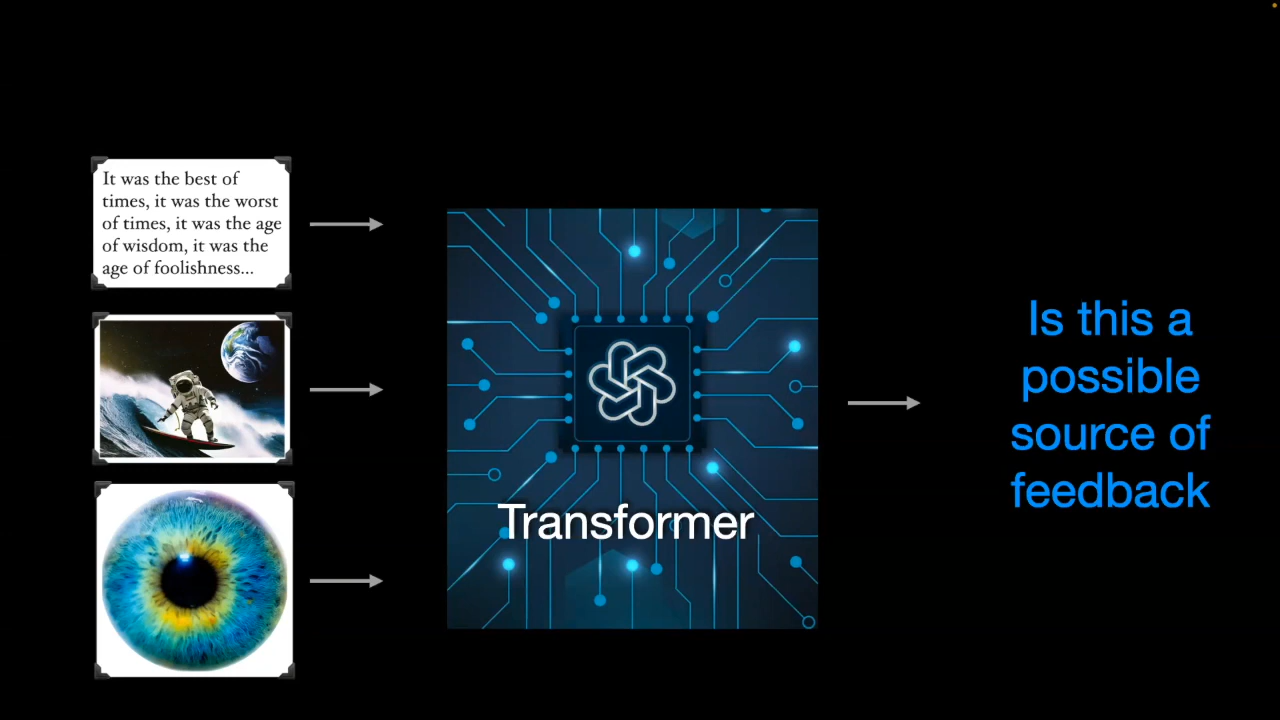 It was the best of
times, it was the worst
of times, it was the age
of wisdom, it was the
age of foolishness...
Transformer
Is this a
possible
source of
feedback